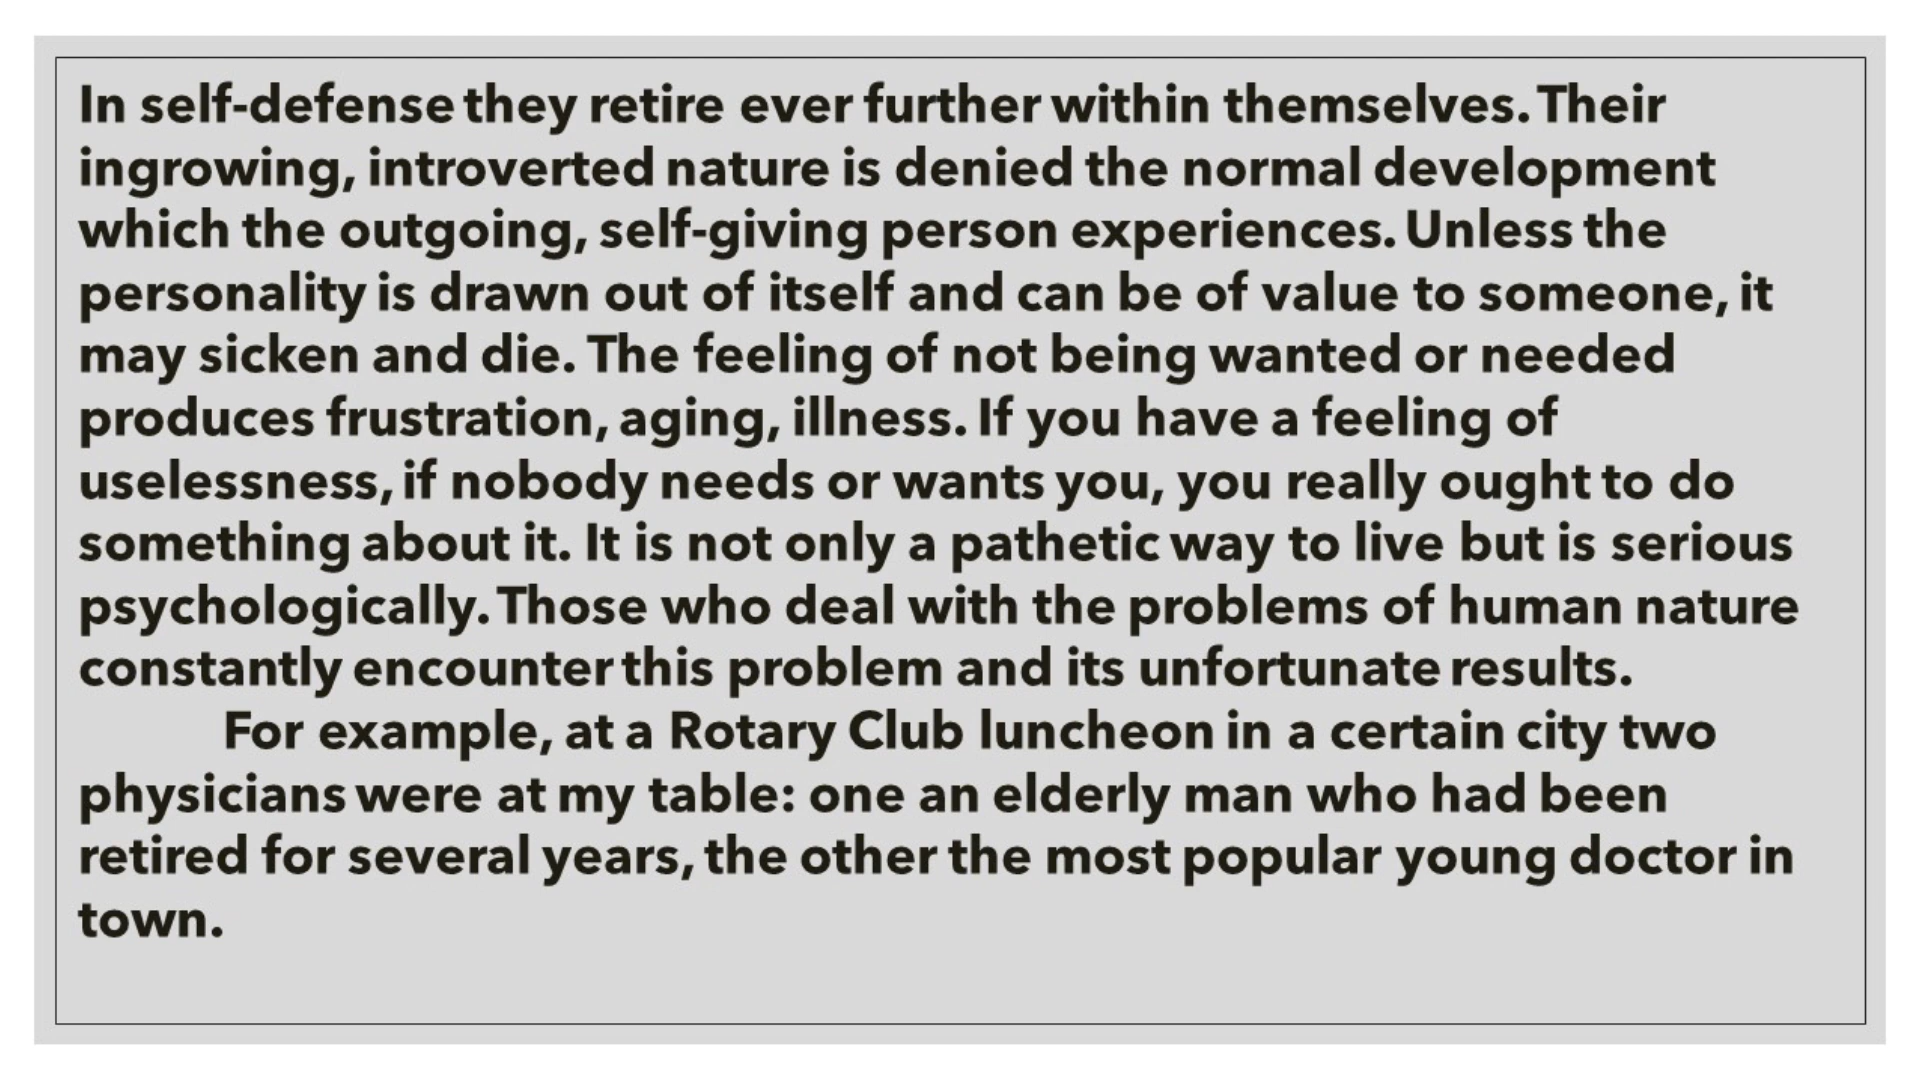 In self-defense they retire ever further within themselves. Their
ingrowing, introverted nature is denied the normal development
which the outgoing, self-giving person experiences. Unless the
personality is drawn out of itself and can be of value to someone, it
may sicken and die. The feeling of not being wanted or needed
produces frustration, aging, illness. If you have a feeling of
uselessness, if nobody needs or wants you, you really ought to do
something about it. It is not only a pathetic way to live but is serious
psychologically. Those who deal with the problems of human nature
constantly encounter this problem and its unfortunate results.
For example, at a Rotary Club luncheon in a certain city two
physicians were at my table: one an elderly man who had been
retired for several years, the other the most popular young doctor in
town.